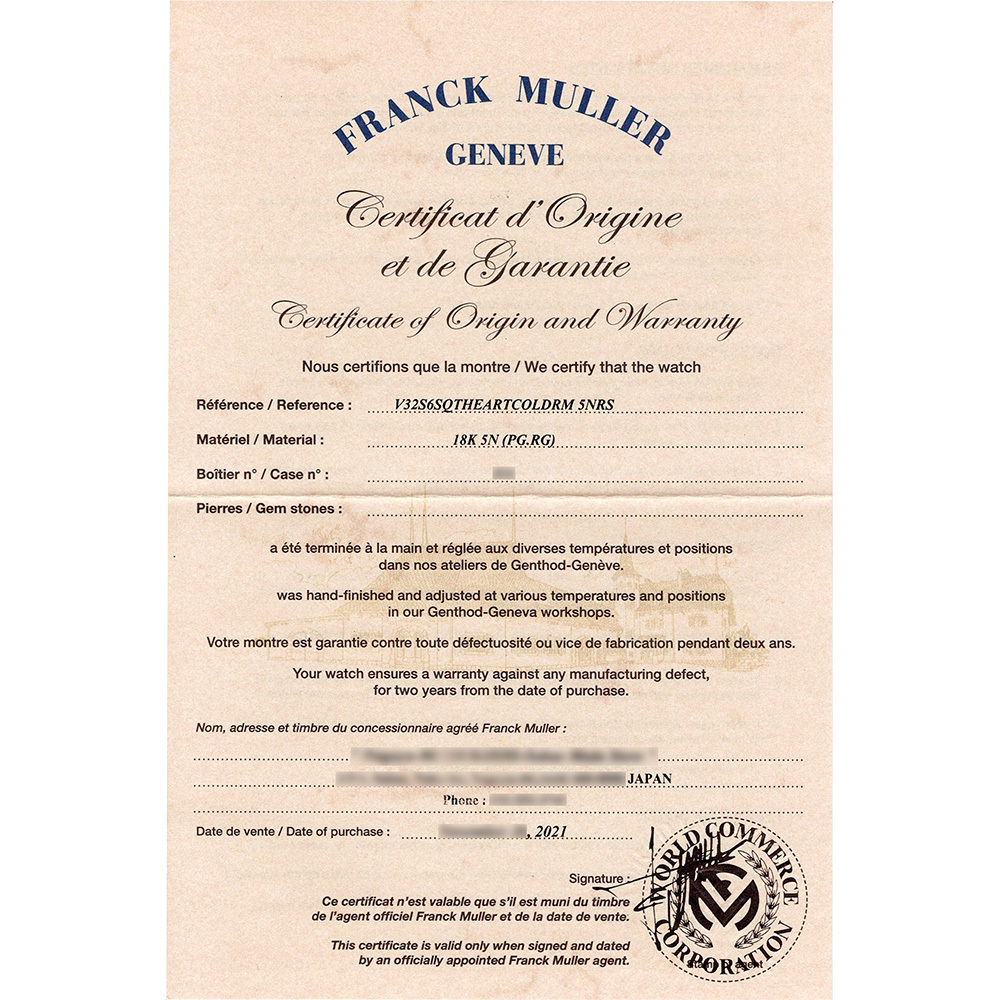 FRANCK MULLER
GENEVE
Certificat d'Origine
et de Garantie
Certificate of Origin and Warranty
Nous certifions que la montre / We certify that the watch
Référence / Reference : V32S6SQTHEARTCOLDRM 5NRS
Matériel / Material : 18K 5N (PG.RG)
Boîtier n° / Case n° :
Pierres / Gem stones :
a été terminée à la main et réglée aux diverses températures et positions
dans nos ateliers de Genthod-Genève.
was hand-finished and adjusted at various temperatures and positions
in our Genthod-Geneva workshops.
Votre montre est garantie contre toute défectuosité ou vice de fabrication pendant deux ans.
Your watch ensures a warranty against any manufacturing defect,
for two years from the date of purchase.
Nom, adresse et timbre du concessionnaire agréé Franck Muller :
JAPAN
Phone :
Date de vente / Date of purchase : , 2021
Signature :
Ce certificat n'est valable que s'il est muni du timbre
de l'agent officiel Franck Muller et de la date de vente.
This certificate is valid only when signed and dated
by an officially appointed Franck Muller agent.
WORLD COMMERCE
CORPORATION
Stamp of agent